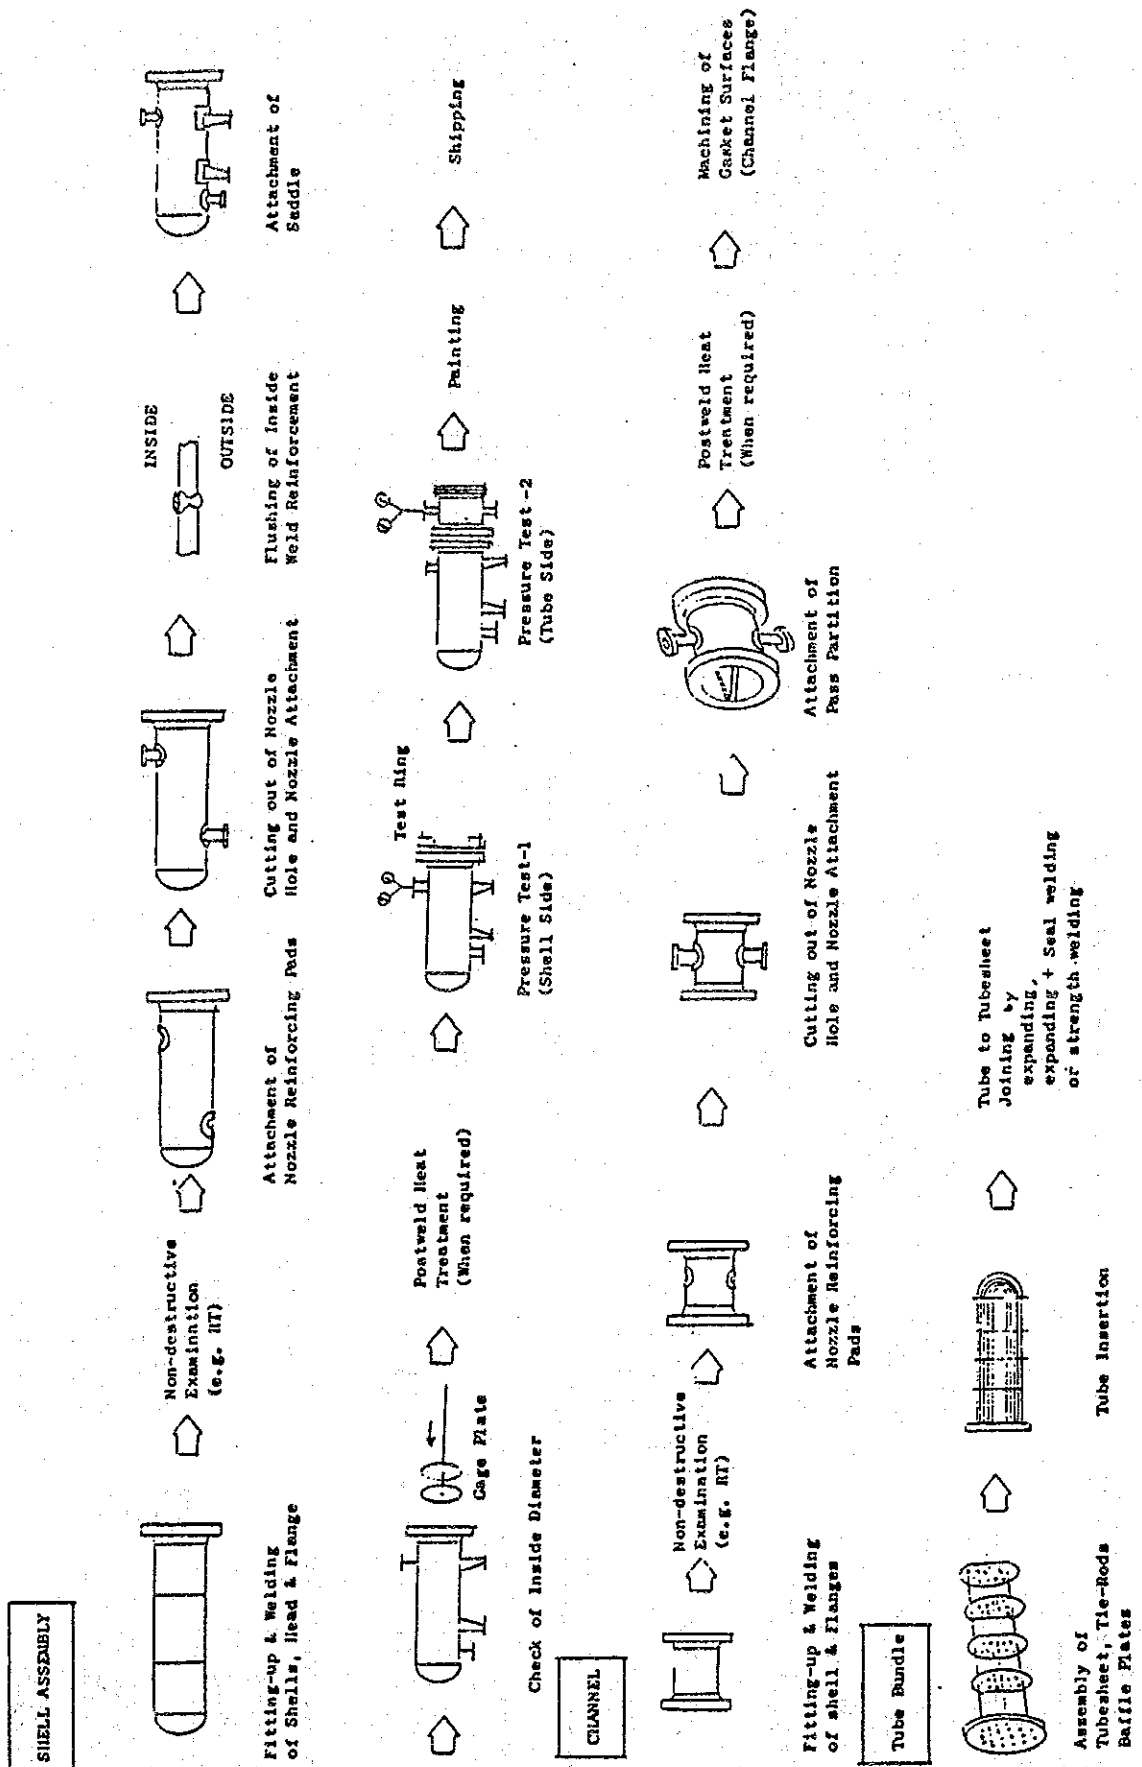 SHELL ASSEMBLY
Fitting-up & Welding
of Shells, Head & Flange
Non-destructive
Examination
(e.g. RT)
Attachment of
Nozzle Reinforcing Pads
Cutting out of Nozzle
Hole and Nozzle Attachment
INSIDE
OUTSIDE
Flushing of Inside
Weld Reinforcement
Attachment of
Saddle
Gage Plate
Check of Inside Diameter
Postweld Heat
Treatment
(When required)
Test Ring
Pressure Test-1
(Shell Side)
Pressure Test-2
(Tube Side)
Painting
Shipping
CHANNEL
Fitting-up & Welding
of shell & Flanges
Non-destructive
Examination
(e.g. RT)
Attachment of
Nozzle Reinforcing
Pads
Cutting out of Nozzle
Hole and Nozzle Attachment
Attachment of
Pass Partition
Postweld Heat
Treatment
(When required)
Machining of
Gasket Surfaces
(Channel Flange)
Tube Bundle
Assembly of
Tubesheet, Tie-Rods
Baffle Plates
Tube Insertion
Tube to Tubesheet
Joining by
expanding,
expanding + Seal welding
or strength welding